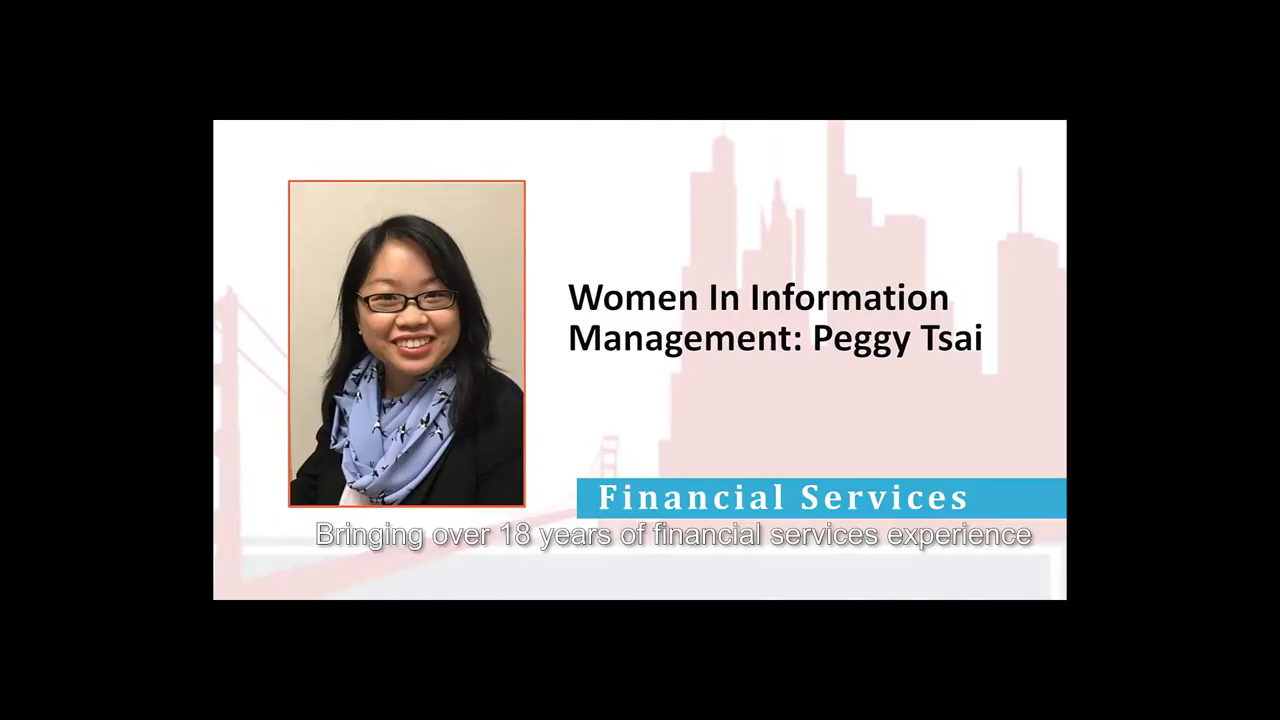 Women In Information
Management: Peggy Tsai
Financial Services
Bringing over 18 years of financial services experience